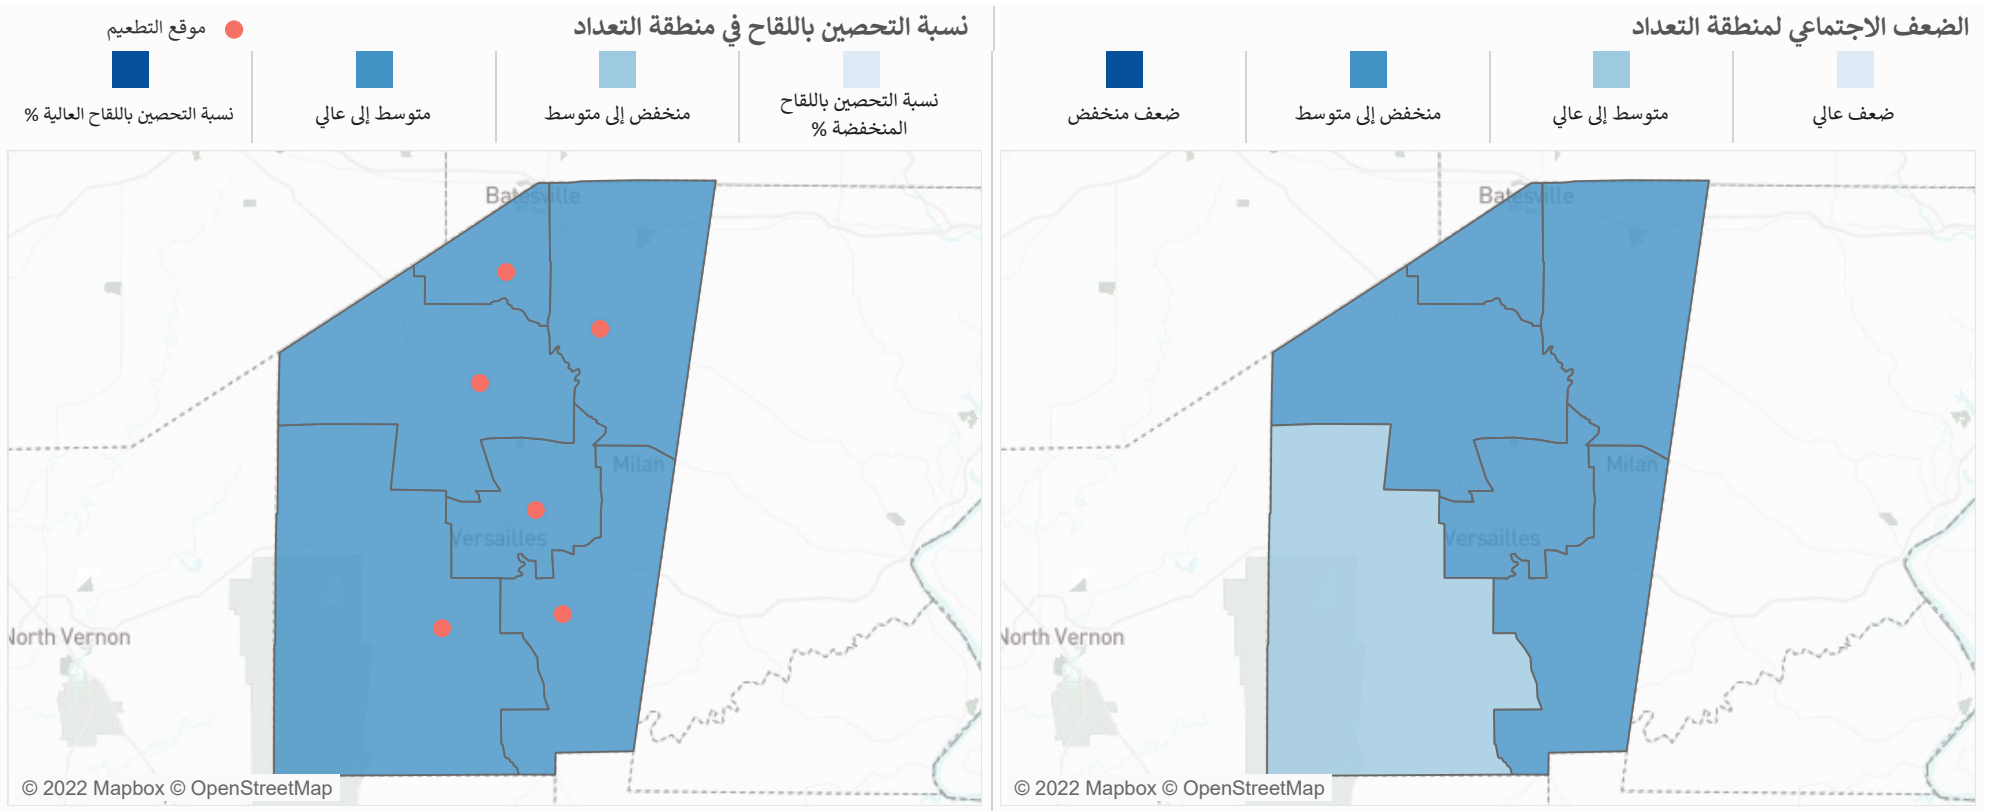 الضعف الاجتماعي لمنطقة التعداد
ضعف عالي
متوسط إلى عالي
منخفض إلى متوسط
ضعف منخفض
Batesville
Milan
Versailles
North Vernon
© 2022 Mapbox © OpenStreetMap
نسبة التحصين باللقاح في منطقة التعداد
موقع التطعيم
نسبة التحصين باللقاح
المنخفضة %
منخفض إلى متوسط
متوسط إلى عالي
نسبة التحصين باللقاح العالية %
Batesville
Milan
Versailles
North Vernon
© 2022 Mapbox © OpenStreetMap